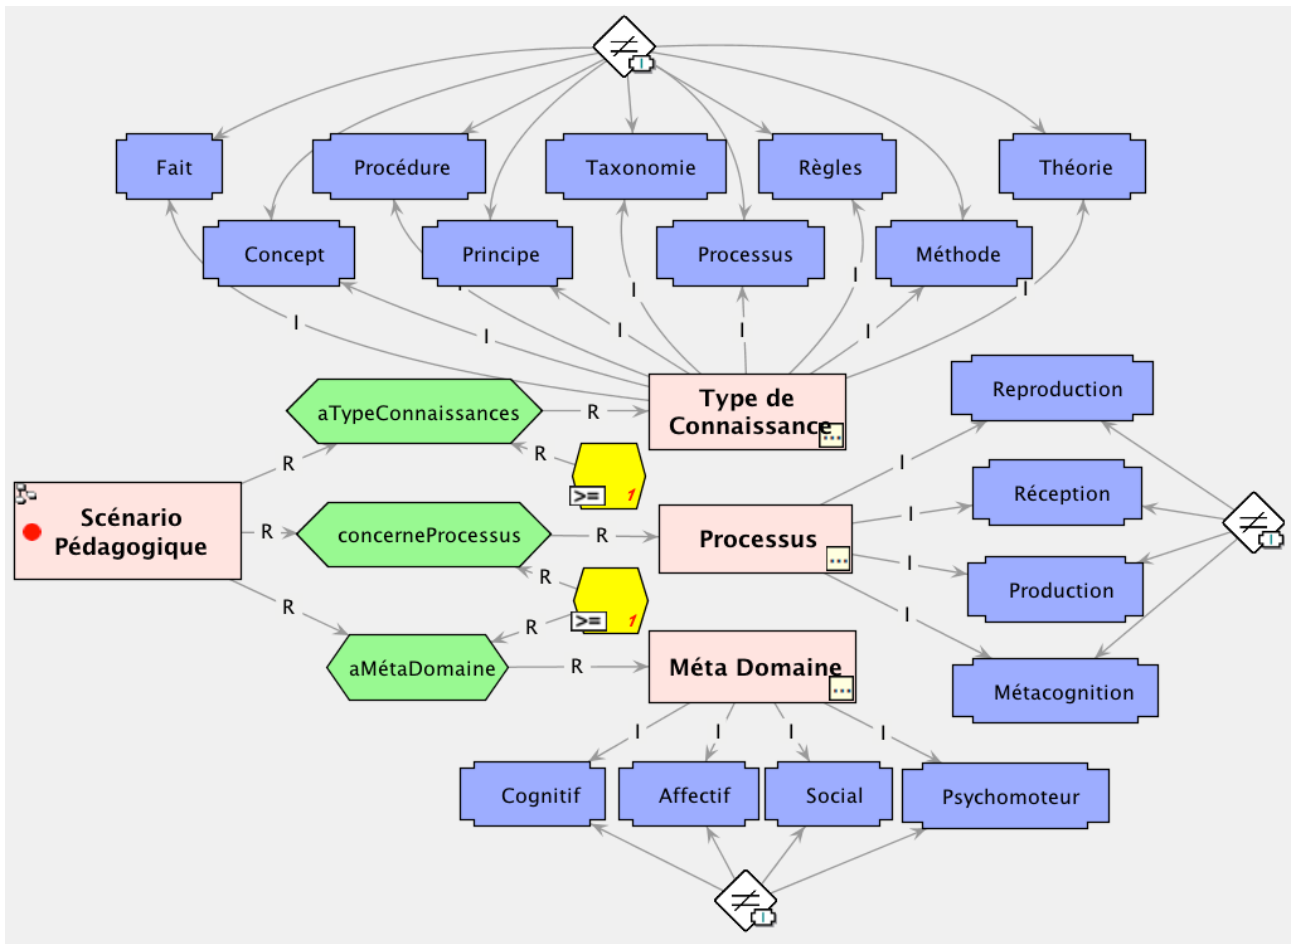 ≠
I
Fait
Procédure
Taxonomie
Règles
Théorie
Concept
Principe
Processus
Méthode
I
I
I
I
I
I
I
I
Type de
Connaissance
...
aTypeConnaissances
R
R
R
>= 1
Reproduction
I
Scénario
Pédagogique
R
concerneProcessus
R
Processus
...
I
Réception
≠
I
I
Production
R
>= 1
R
R
I
Métacognition
aMétaDomaine
R
Méta Domaine
...
I
I
I
I
Cognitif
Affectif
Social
Psychomoteur
≠
I